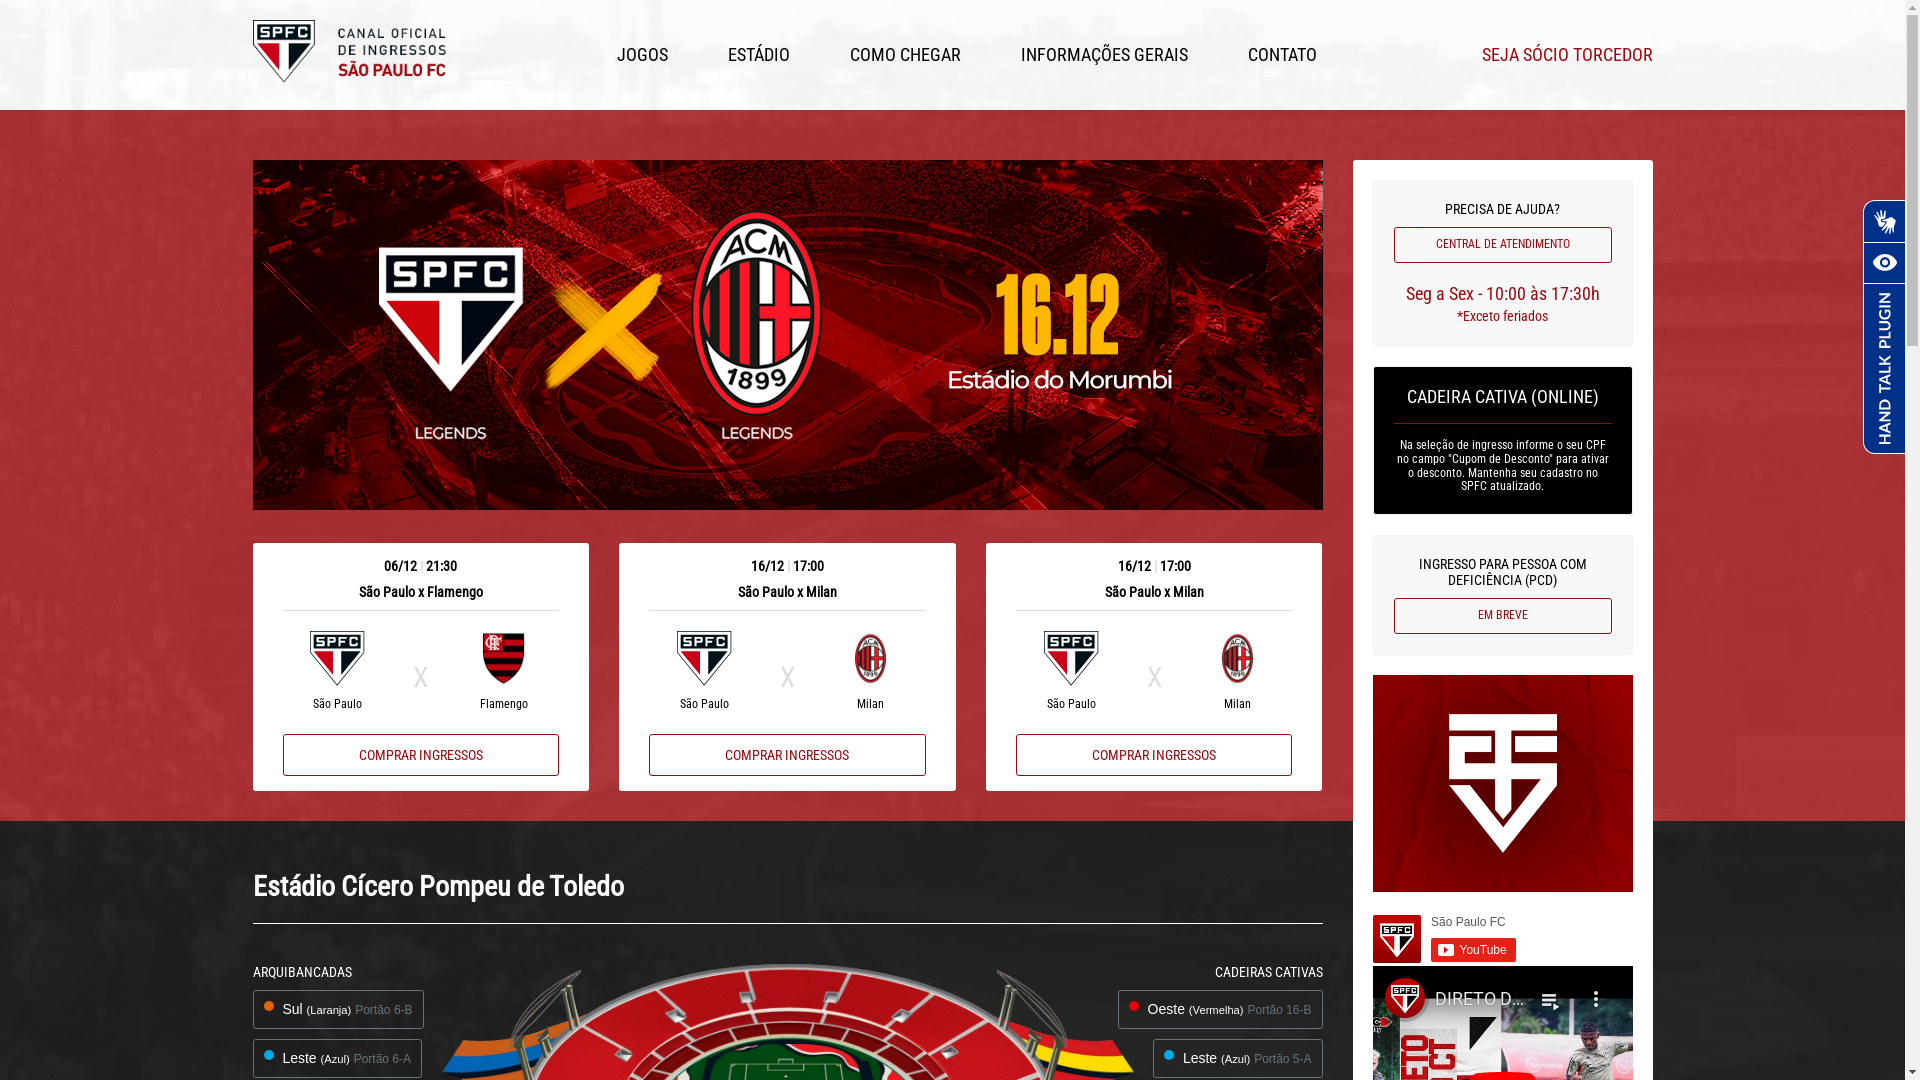 SPFC
CANAL OFICIAL
DE INGRESSOS
SÃO PAULO FC
JOGOS
ESTÁDIO
COMO CHEGAR
INFORMAÇÕES GERAIS
CONTATO
SEJA SÓCIO TORCEDOR
SPFC
LEGENDS
ACM
1899
LEGENDS
16.12
Estádio do Morumbi
06/12 | 21:30
São Paulo x Flamengo
SPFC
X
São Paulo
Flamengo
COMPRAR INGRESSOS
16/12 | 17:00
São Paulo x Milan
SPFC
X
São Paulo
Milan
COMPRAR INGRESSOS
16/12 | 17:00
São Paulo x Milan
SPFC
X
São Paulo
Milan
COMPRAR INGRESSOS
PRECISA DE AJUDA?
CENTRAL DE ATENDIMENTO
Seg a Sex - 10:00 às 17:30h
*Exceto feriados
CADEIRA CATIVA (ONLINE)
Na seleção de ingresso informe o seu CPF
no campo "Cupom de Desconto" para ativar
o desconto. Mantenha seu cadastro no
SPFC atualizado.
INGRESSO PARA PESSOA COM
DEFICIÊNCIA (PCD)
EM BREVE
HAND TALK PLUGIN
Estádio Cícero Pompeu de Toledo
ARQUIBANCADAS
Sul (Laranja) Portão 6-B
Leste (Azul) Portão 6-A
CADEIRAS CATIVAS
Oeste (Vermelha) Portão 16-B
Leste (Azul) Portão 5-A
SPFC
São Paulo FC
YouTube
SPFC
DIRETO D...